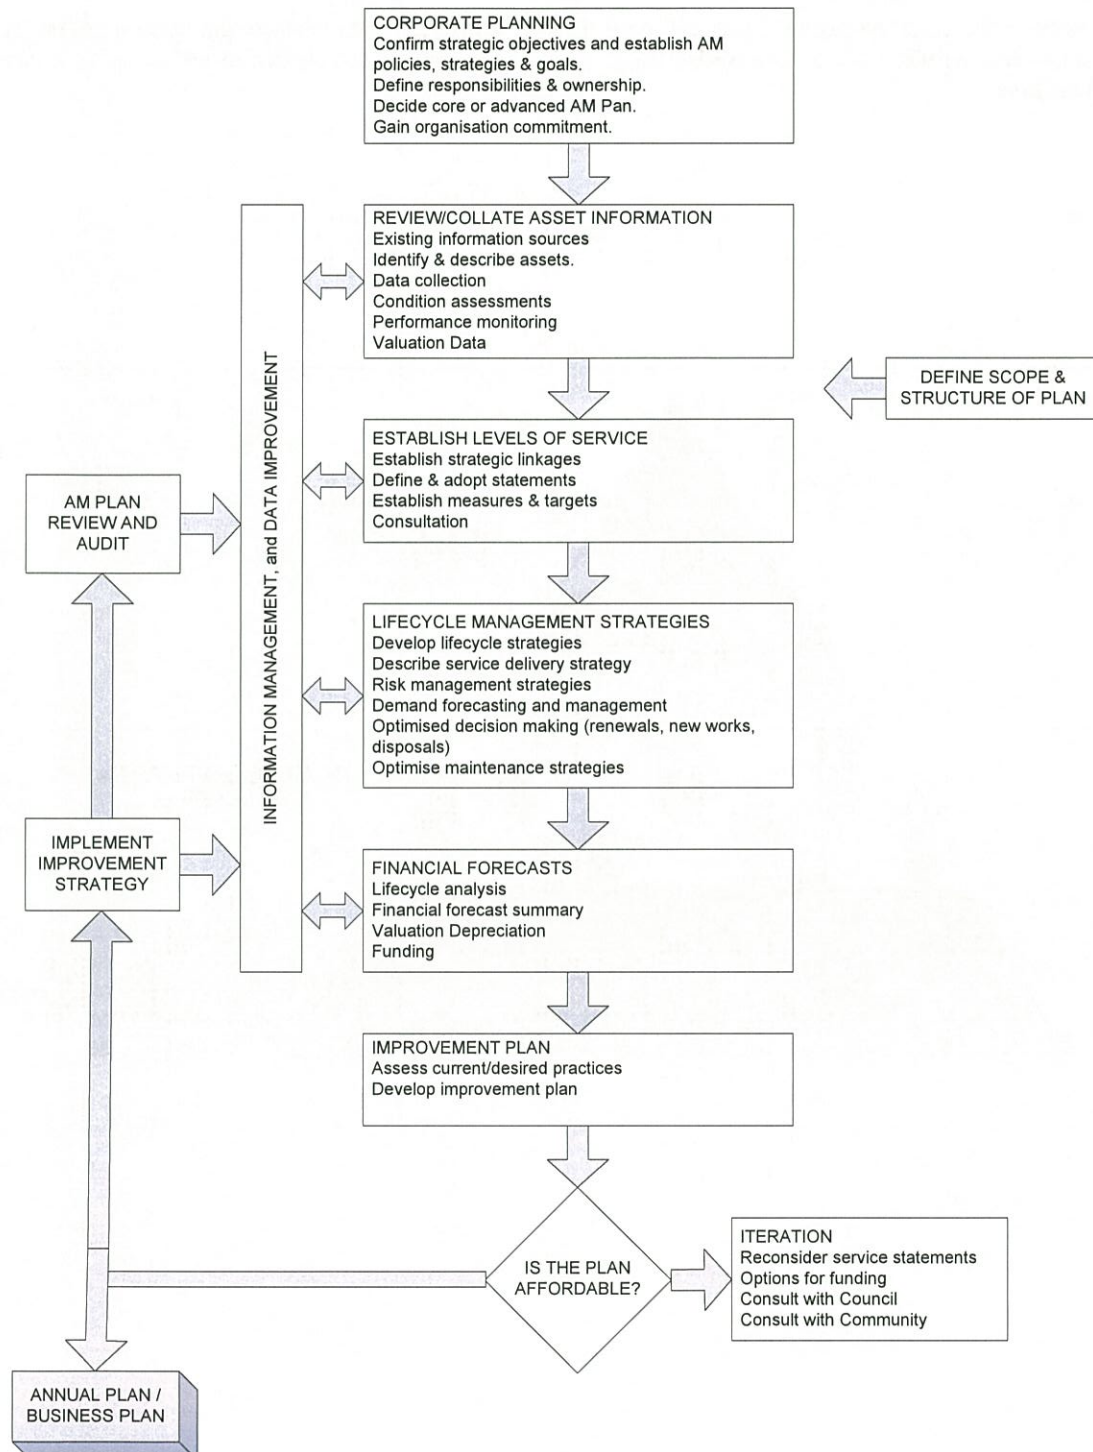 CORPORATE PLANNING
Confirm strategic objectives and establish AM
policies, strategies & goals.
Define responsibilities & ownership.
Decide core or advanced AM Pan.
Gain organisation commitment.
REVIEW/COLLATE ASSET INFORMATION
Existing information sources
Identify & describe assets.
Data collection
Condition assessments
Performance monitoring
Valuation Data
DEFINE SCOPE &
STRUCTURE OF PLAN
INFORMATION MANAGEMENT, and DATA IMPROVEMENT
ESTABLISH LEVELS OF SERVICE
Establish strategic linkages
Define & adopt statements
Establish measures & targets
Consultation
AM PLAN
REVIEW AND
AUDIT
LIFECYCLE MANAGEMENT STRATEGIES
Develop lifecycle strategies
Describe service delivery strategy
Risk management strategies
Demand forecasting and management
Optimised decision making (renewals, new works,
disposals)
Optimise maintenance strategies
IMPLEMENT
IMPROVEMENT
STRATEGY
FINANCIAL FORECASTS
Lifecycle analysis
Financial forecast summary
Valuation Depreciation
Funding
IMPROVEMENT PLAN
Assess current/desired practices
Develop improvement plan
IS THE PLAN
AFFORDABLE?
ITERATION
Reconsider service statements
Options for funding
Consult with Council
Consult with Community
ANNUAL PLAN /
BUSINESS PLAN